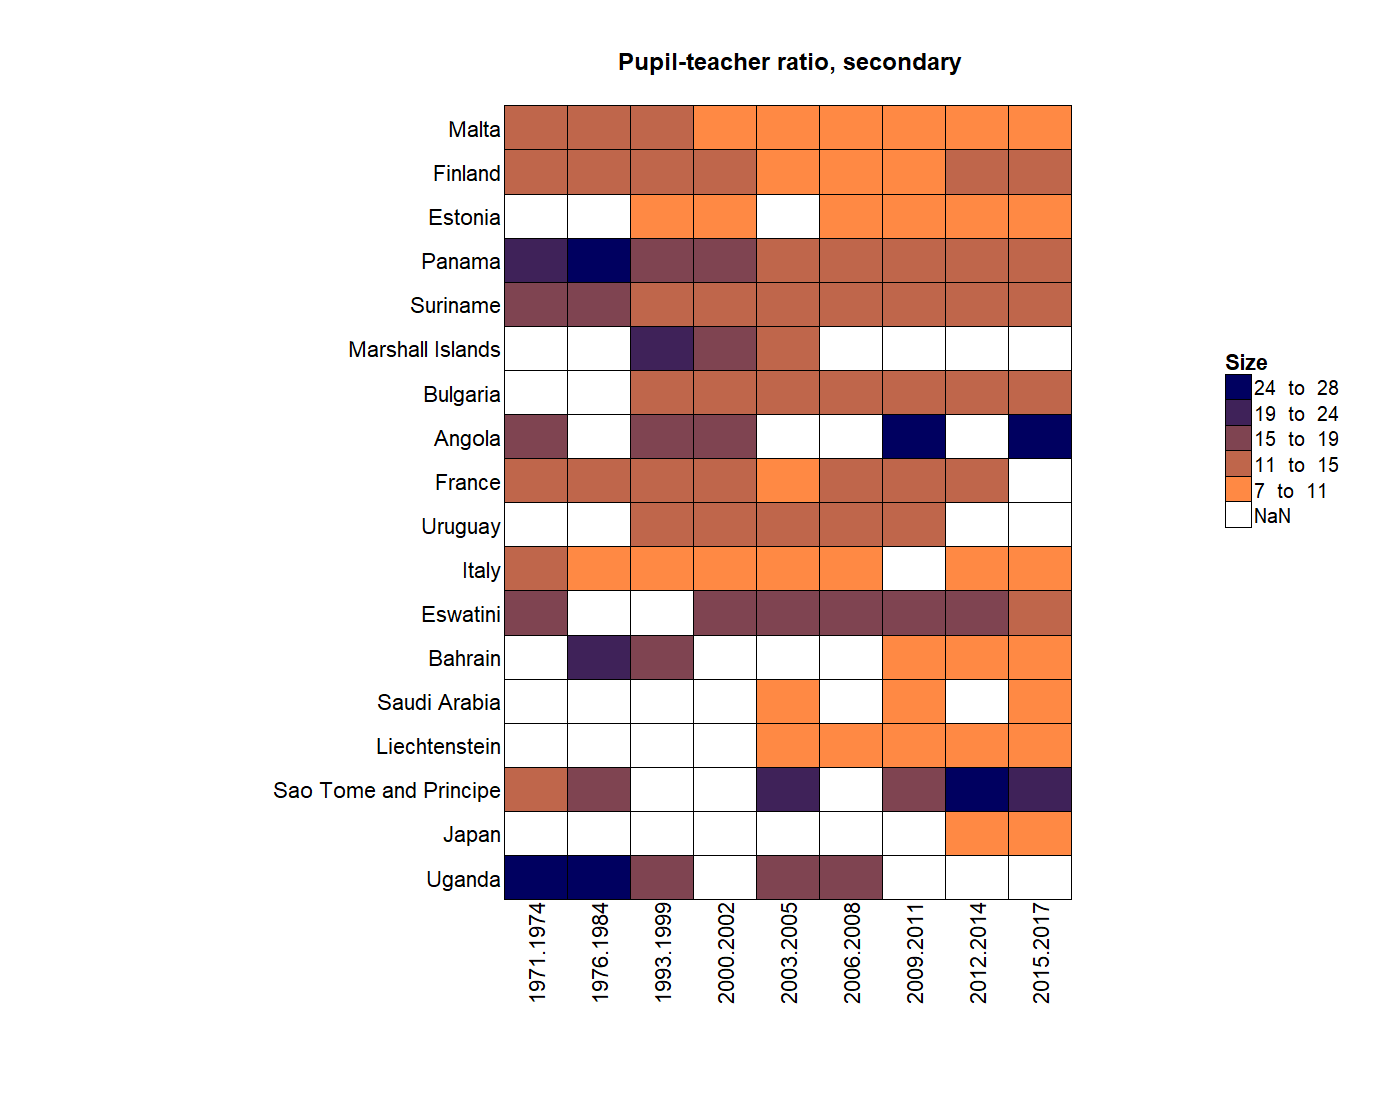 Pupil-teacher ratio, secondary
Malta
Finland
Estonia
Panama
Suriname
Marshall Islands
Bulgaria
Angola
France
Uruguay
Italy
Eswatini
Bahrain
Saudi Arabia
Liechtenstein
Sao Tome and Principe
Japan
Uganda
1971.1974
1976.1984
1993.1999
2000.2002
2003.2005
2006.2008
2009.2011
2012.2014
2015.2017
Size
24 to 28
19 to 24
15 to 19
11 to 15
7 to 11
NaN